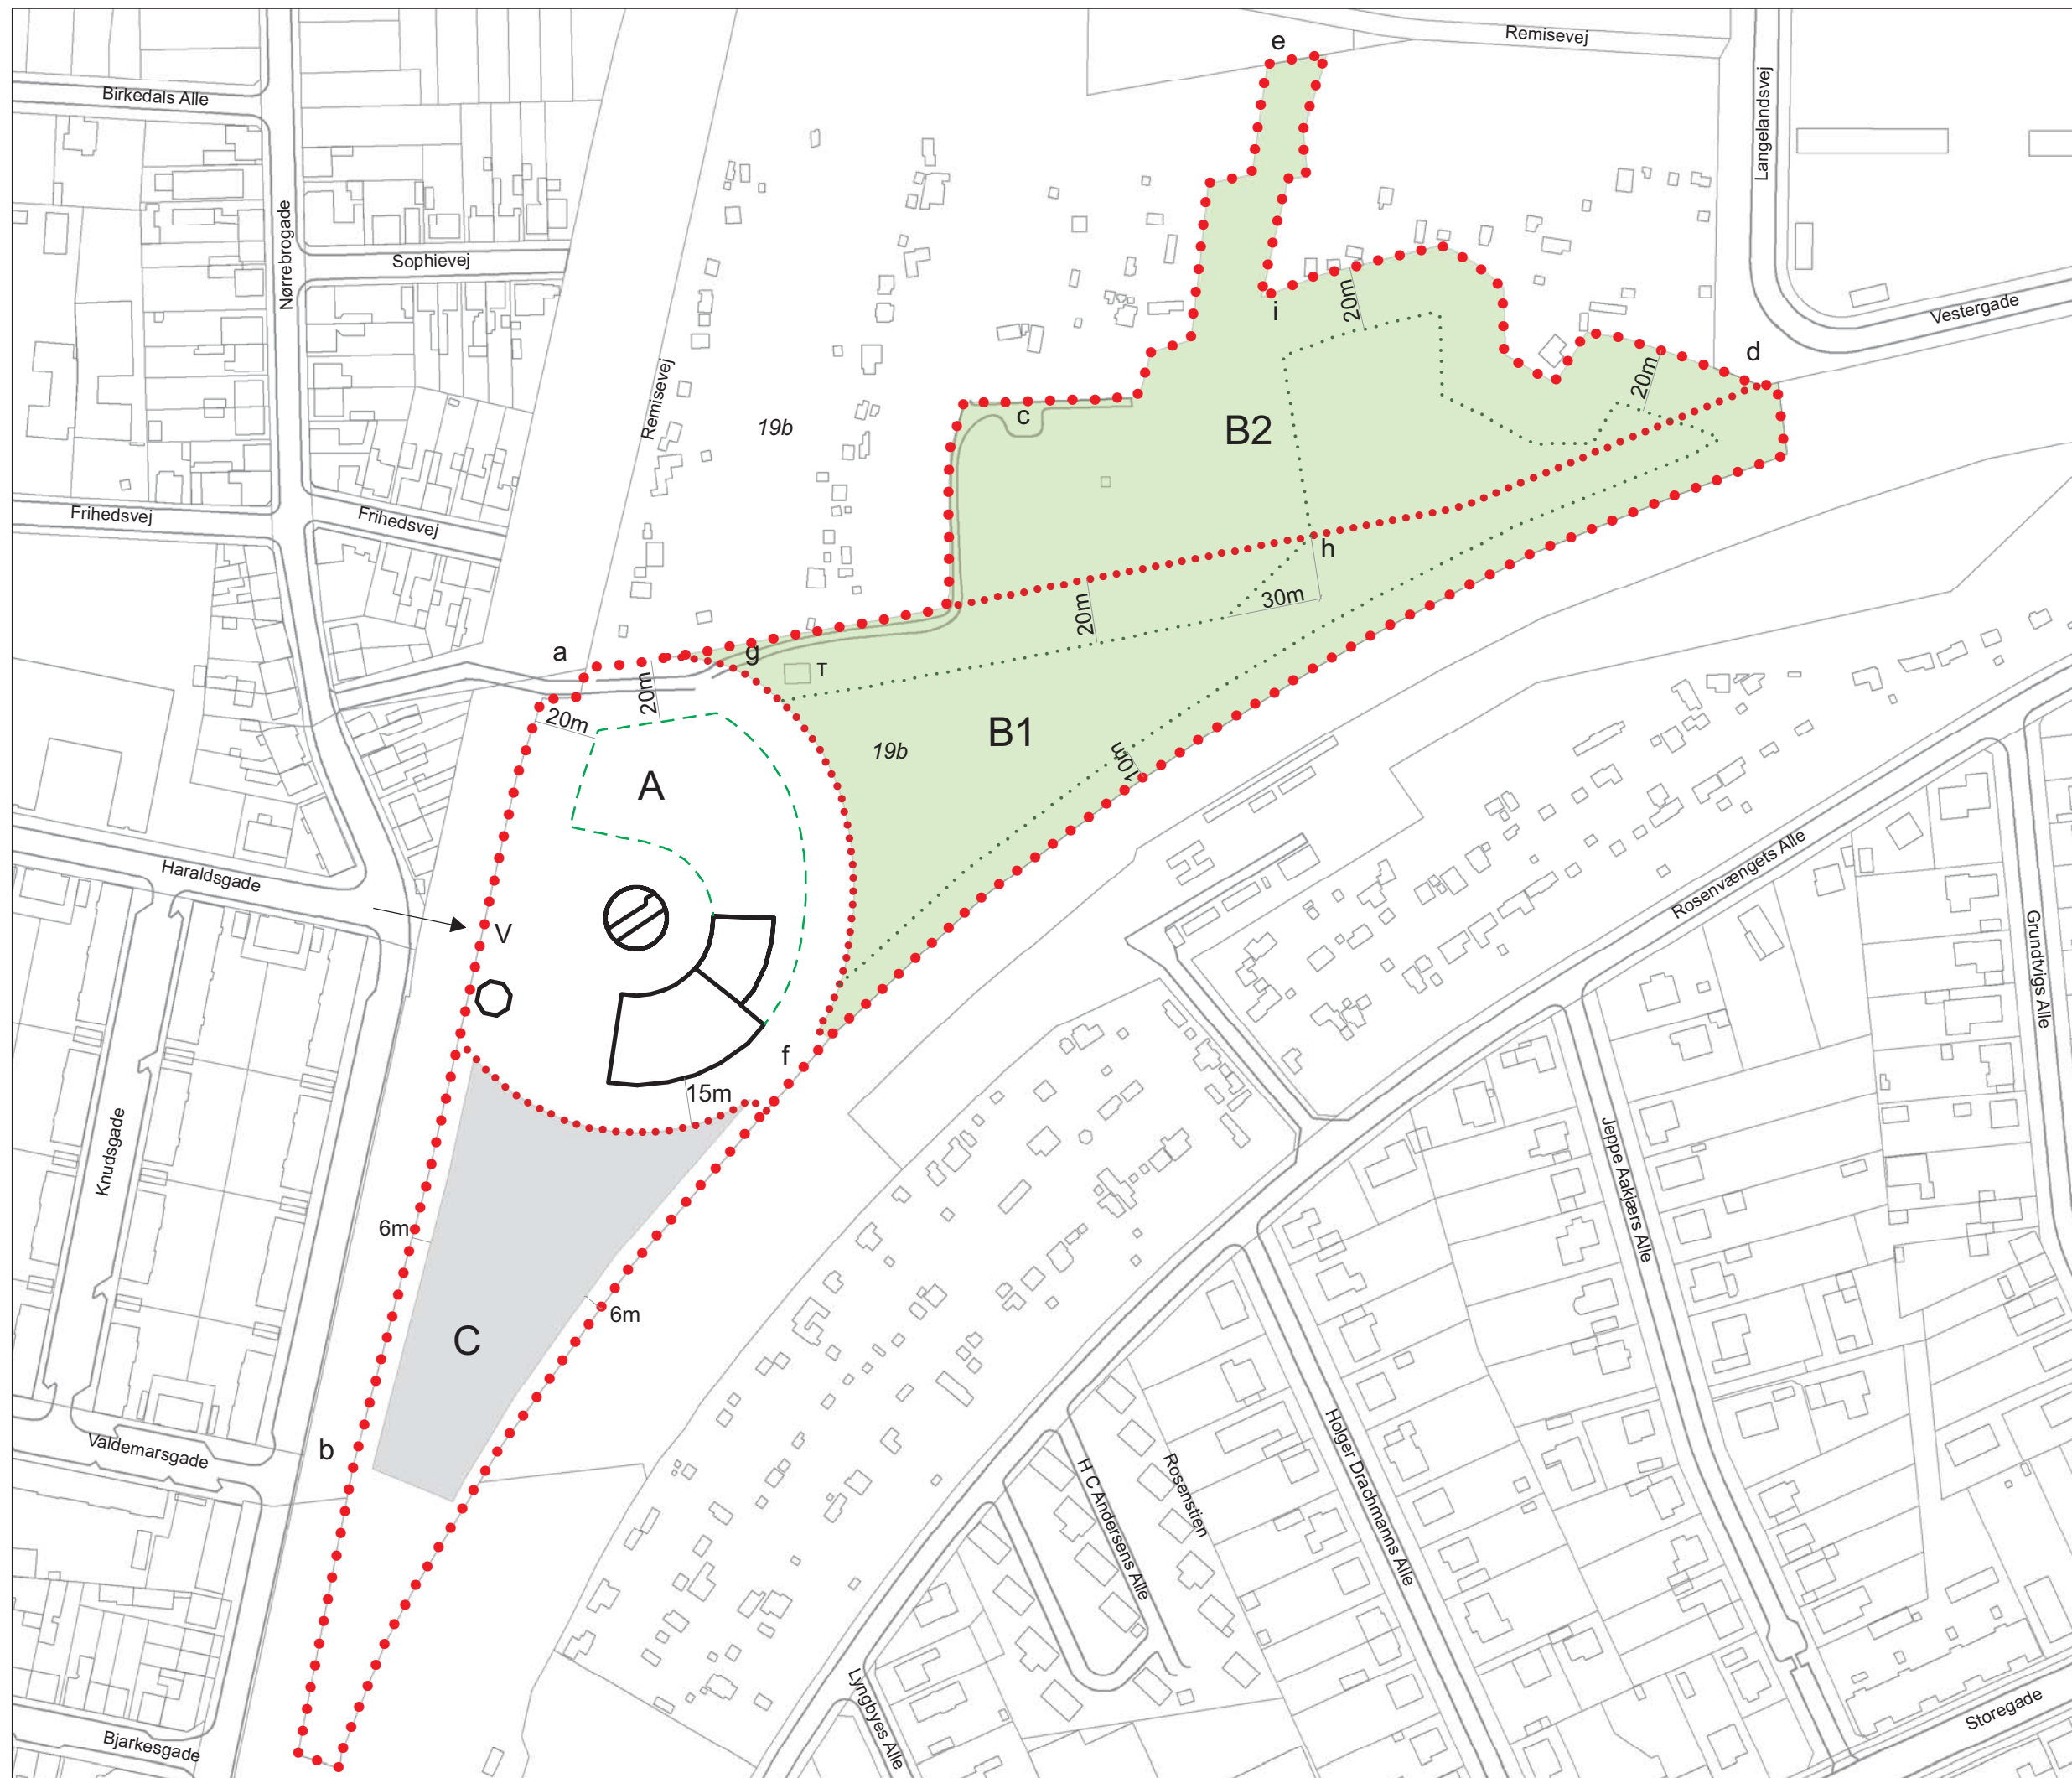 e
Remisevej
Birkedals Alle
Langelandsvej
Nørrebrogade
Sophievej
i
20m
Vestergade
d
20m
Remisevej
19b
c
B2
Frihedsvej
Frihedsvej
h
30m
20m
a
g
T
20m
20m
B1
19b
10m
A
Haraldsgade
V
Rosenvængets Alle
Grundtvigs Alle
f
15m
Knudsgade
Jeppe Aakjærs Alle
6m
6m
C
b
Valdemarsgade
H C Andersens Alle
Rosenstien
Holger Drachmanns Alle
Lyngbyes Alle
Storegade
Bjarkesgade